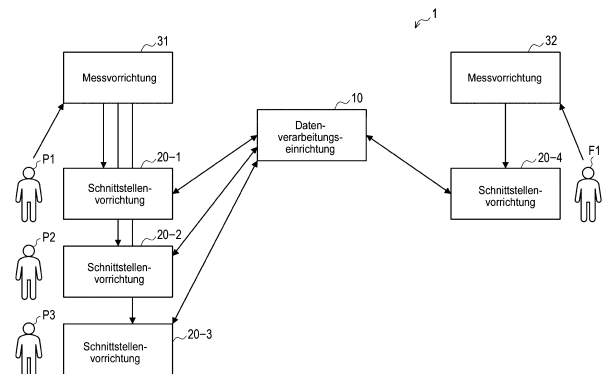 1
31
Messvorrichtung
32
Messvorrichtung
10
Daten-
verarbeitungs-
einrichtung
P1
20-1
Schnittstellen-
vorrichtung
20-4
Schnittstellen-
vorrichtung
F1
P2
20-2
Schnittstellen-
vorrichtung
P3
20-3
Schnittstellen-
vorrichtung